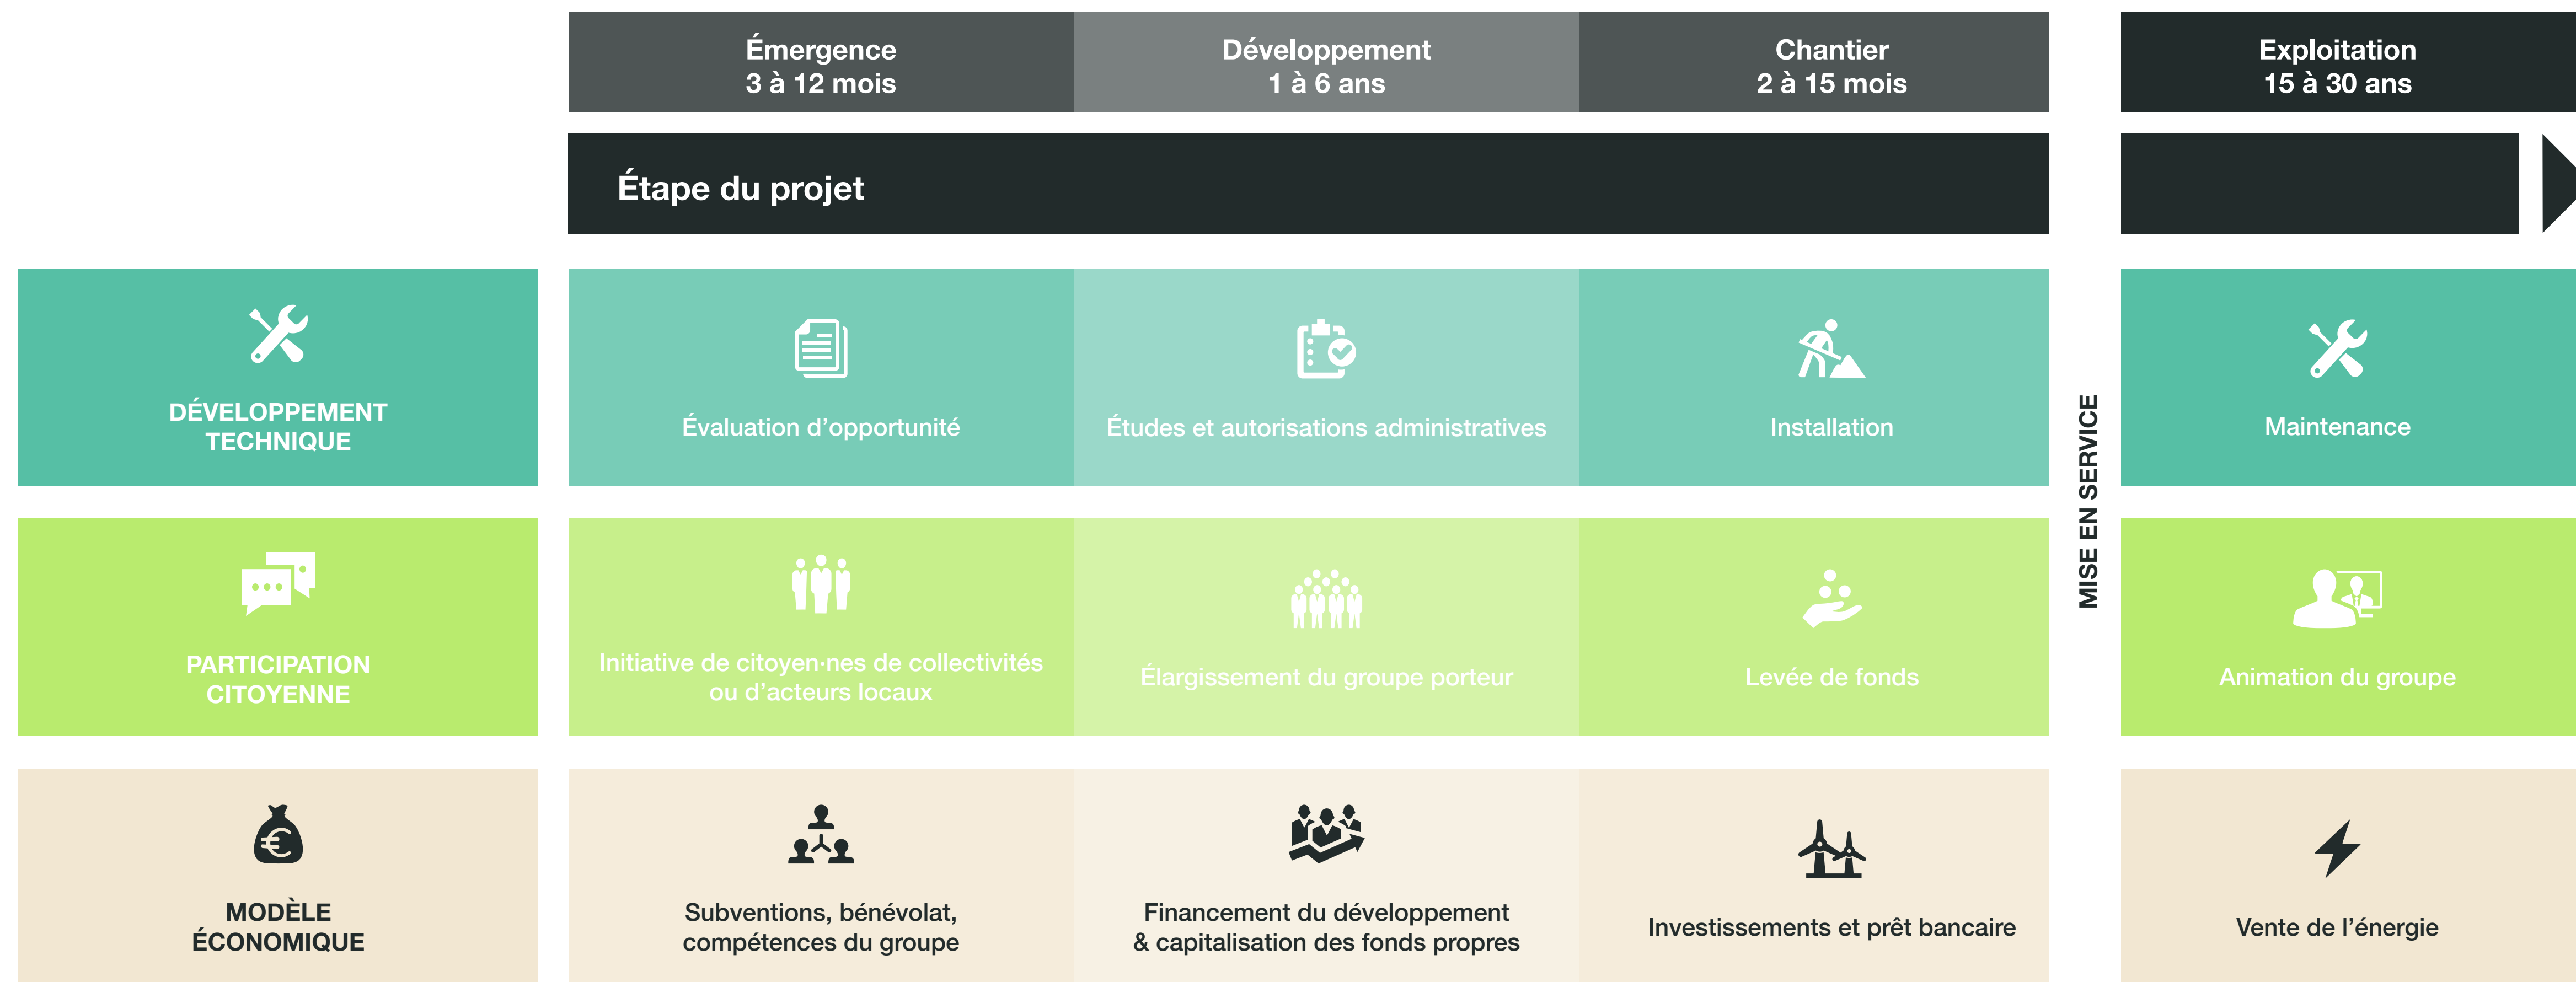 Émergence
3 à 12 mois
Développement
1 à 6 ans
Chantier
2 à 15 mois
Exploitation
15 à 30 ans
Étape du projet
DÉVELOPPEMENT
TECHNIQUE
Évaluation d’opportunité
Études et autorisations administratives
Installation
MISE EN SERVICE
Maintenance
PARTICIPATION
CITOYENNE
Initiative de citoyen·nes de collectivités
ou d’acteurs locaux
Élargissement du groupe porteur
Levée de fonds
Animation du groupe
€
MODÈLE
ÉCONOMIQUE
Subventions, bénévolat,
compétences du groupe
Financement du développement
& capitalisation des fonds propres
Investissements et prêt bancaire
Vente de l’énergie